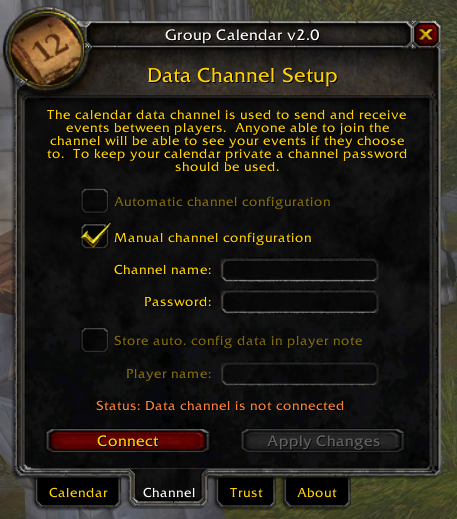 12
Group Calendar v2.0
Data Channel Setup
The calendar data channel is used to send and receive
events between players. Anyone able to join the
channel will be able to see your events if they choose
to. To keep your calendar private a channel password
should be used.
Automatic channel configuration
Manual channel configuration
Channel name:
Password:
Store auto. config data in player note
Player name:
Status: Data channel is not connected
Connect
Apply Changes
Calendar
Channel
Trust
About